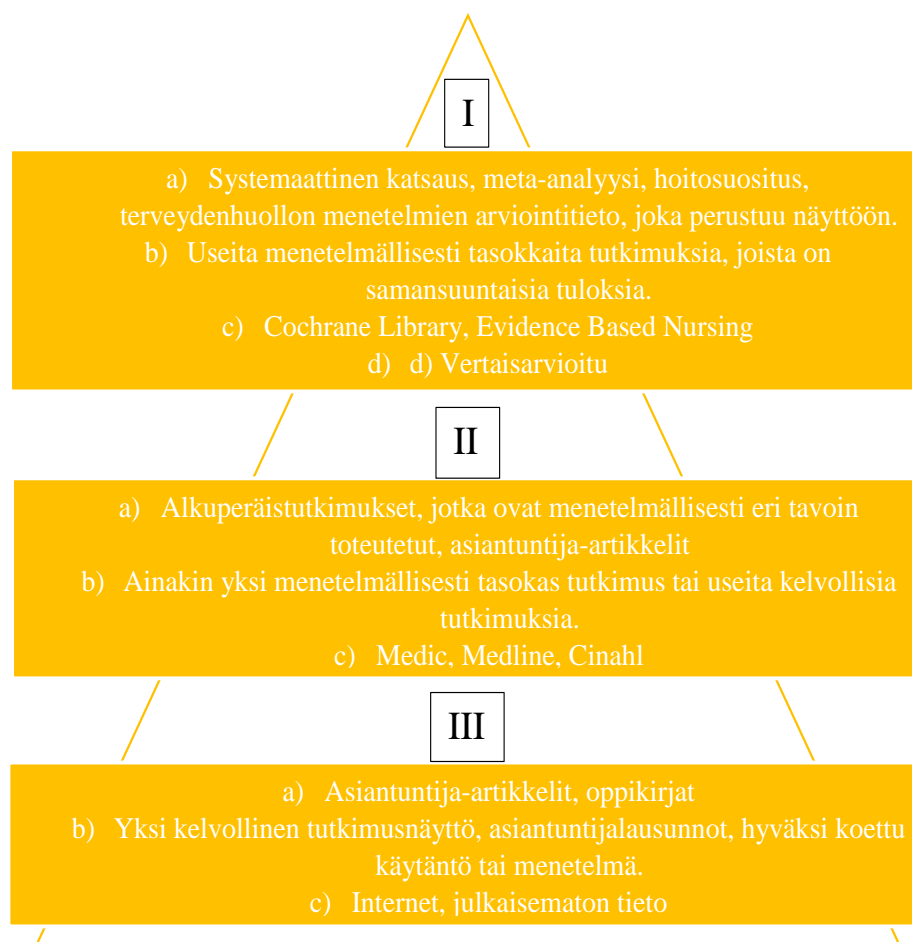 I
a) Systemaattinen katsaus, meta-analyysi, hoitosuositus,
terveydenhuollon menetelmien arviointitieto, joka perustuu näyttöön.
b) Useita menetelmällisesti tasokkaita tutkimuksia, joista on
samansuuntaisia tuloksia.
c) Cochrane Library, Evidence Based Nursing
d) d) Vertaisarvioitu
II
a) Alkuperäistutkimukset, jotka ovat menetelmällisesti eri tavoin
toteutetut, asiantuntija-artikkelit
b) Ainakin yksi menetelmällisesti tasokas tutkimus tai useita kelvollisia
tutkimuksia.
c) Medic, Medline, Cinahl
III
a) Asiantuntija-artikkelit, oppikirjat
b) Yksi kelvollinen tutkimusnäyttö, asiantuntijalausunnot, hyväksi koettu
käytäntö tai menetelmä.
c) Internet, julkaisematon tieto